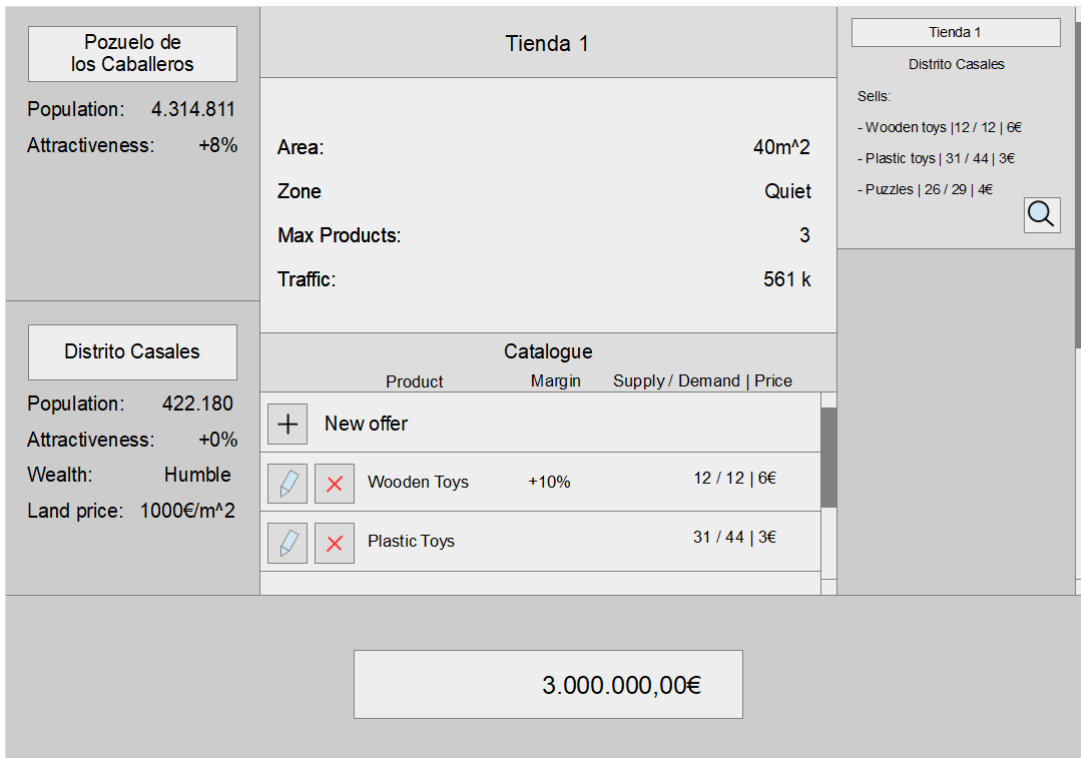 Pozuelo de
los Caballeros
Population: 4.314.811
Attractiveness: +8%
Distrito Casales
Population: 422.180
Attractiveness: +0%
Wealth: Humble
Land price: 1000€/m^2
Tienda 1
Area: 40m^2
Zone Quiet
Max Products: 3
Traffic: 561 k
Catalogue
Product Margin Supply / Demand | Price
New offer
Wooden Toys +10% 12 / 12 | 6€
Plastic Toys 31 / 44 | 3€
Tienda 1
Distrito Casales
Sells:
- Wooden toys |12 / 12 | 6€
- Plastic toys | 31 / 44 | 3€
- Puzzles | 26 / 29 | 4€
3.000.000,00€